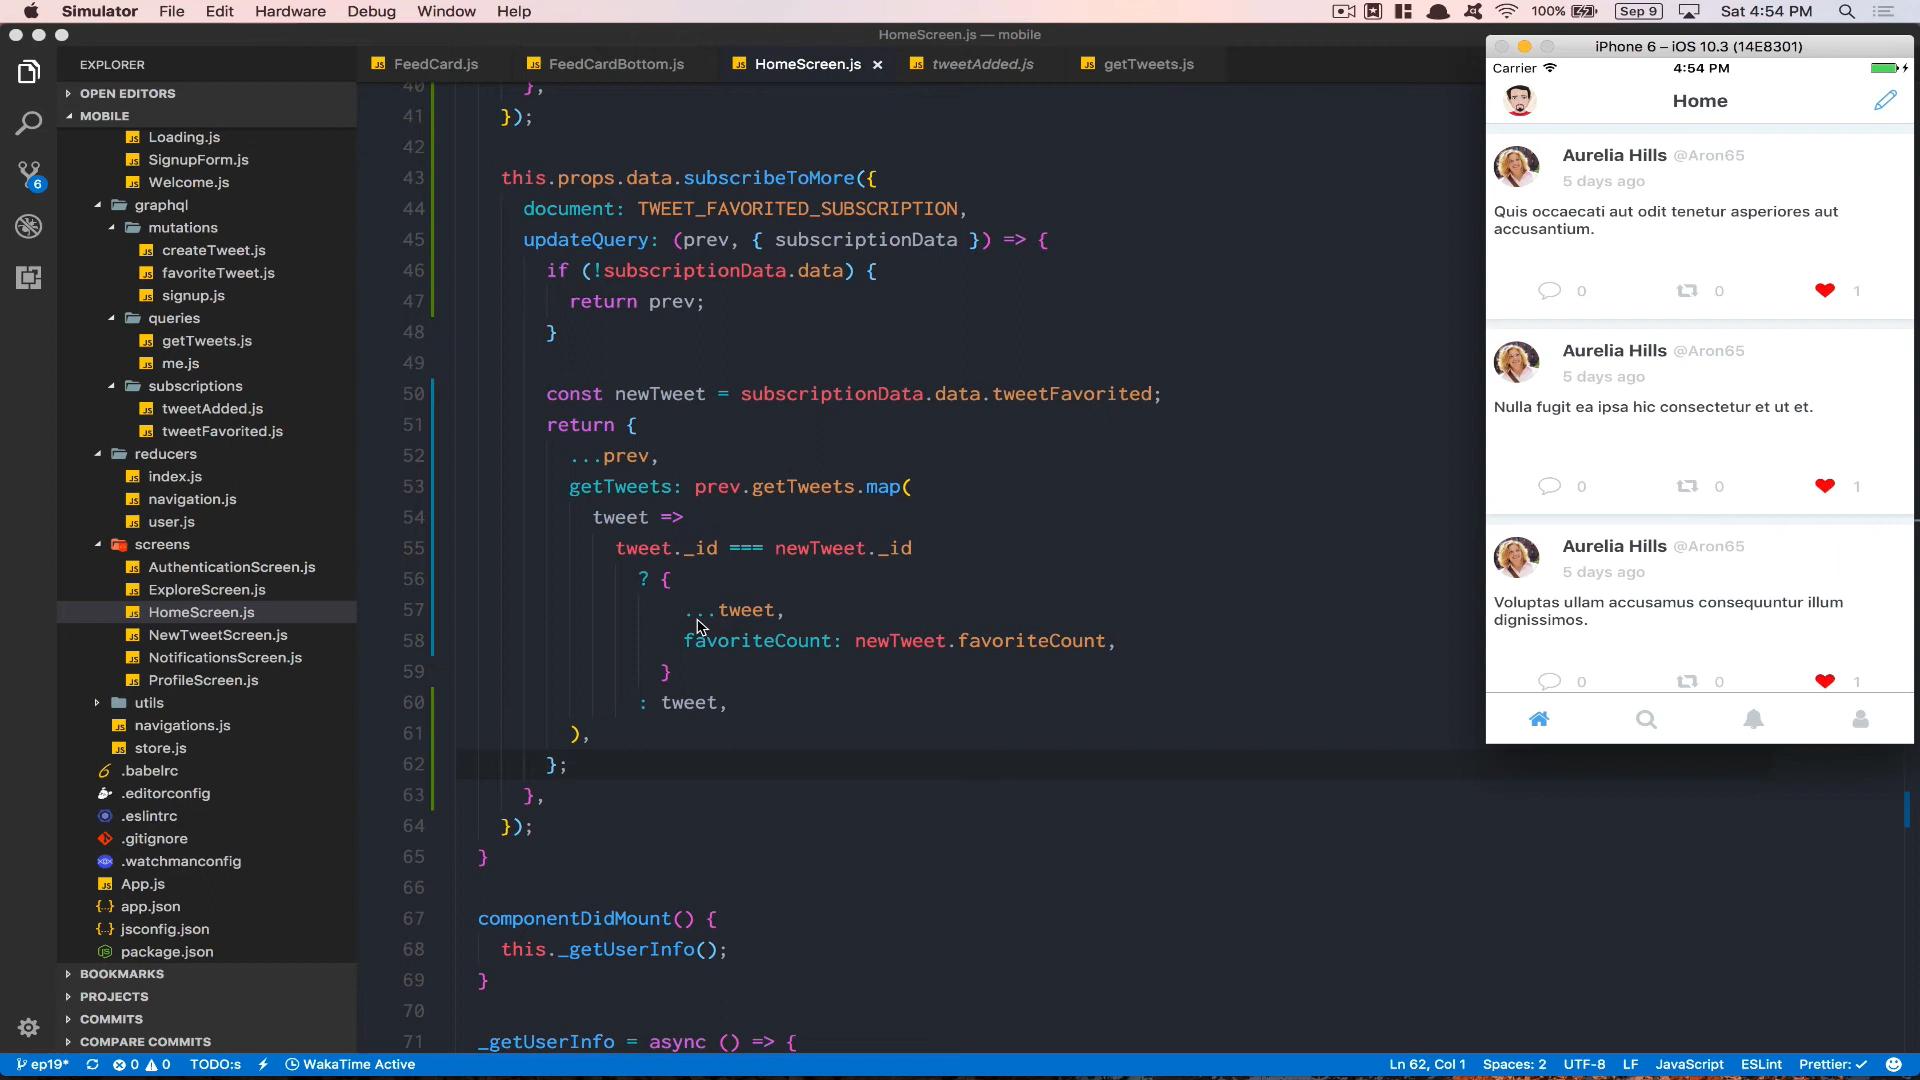 Simulator File Edit Hardware Debug Window Help
100% Sep 9 Sat 4:54 PM
HomeScreen.js — mobile
EXPLORER
OPEN EDITORS
MOBILE
Loading.js
SignupForm.js
Welcome.js
graphql
mutations
createTweet.js
favoriteTweet.js
signup.js
queries
getTweets.js
me.js
subscriptions
tweetAdded.js
tweetFavorited.js
reducers
index.js
navigation.js
user.js
screens
AuthenticationScreen.js
ExploreScreen.js
HomeScreen.js
NewTweetScreen.js
NotificationsScreen.js
ProfileScreen.js
utils
navigations.js
store.js
.babelrc
.editorconfig
.eslintrc
.gitignore
.watchmanconfig
App.js
app.json
jsconfig.json
package.json
BOOKMARKS
PROJECTS
COMMITS
COMPARE COMMITS
6
FeedCard.js FeedCardBottom.js HomeScreen.js × tweetAdded.js getTweets.js
40 },
41 });
42
43 this.props.data.subscribeToMore({
44 document: TWEET_FAVORITED_SUBSCRIPTION,
45 updateQuery: (prev, { subscriptionData }) => {
46 if (!subscriptionData.data) {
47 return prev;
48 }
49
50 const newTweet = subscriptionData.data.tweetFavorited;
51 return {
52 ...prev,
53 getTweets: prev.getTweets.map(
54 tweet =>
55 tweet._id === newTweet._id
56 ? {
57 ...tweet,
58 favoriteCount: newTweet.favoriteCount,
59 }
60 : tweet,
61 ),
62 };
63 },
64 });
65 }
66
67 componentDidMount() {
68 this._getUserInfo();
69 }
70
71 _getUserInfo = async () => {
iPhone 6 – iOS 10.3 (14E8301)
Carrier 4:54 PM
Home
Aurelia Hills @Aron65
5 days ago
Quis occaecati aut odit tenetur asperiores aut
accusantium.
0 0 1
Aurelia Hills @Aron65
5 days ago
Nulla fugit ea ipsa hic consectetur et ut et.
0 0 1
Aurelia Hills @Aron65
5 days ago
Voluptas ullam accusamus consequuntur illum
dignissimos.
0 0 1
ep19* 0 0 TODO:s WakaTime Active Ln 62, Col 1 Spaces: 2 UTF-8 LF JavaScript ESLint Prettier: ✓